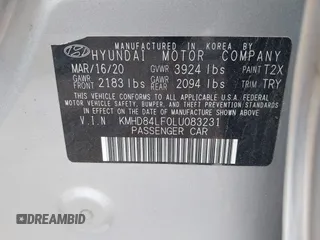 MANUFACTURED IN KOREA BY
HYUNDAI MOTOR COMPANY
MAR/16/20 GVWR 3924 lbs PAINT T2X
GAWR FRONT 2183 lbs GAWR REAR 2094 lbs TRIM TRY
THIS VEHICLE CONFORMS TO ALL APPLICABLE U.S. FEDERAL MOTOR VEHICLE SAFETY, BUMPER, AND THEFT PREVENTION STANDARDS IN EFFECT ON THE DATE OF MANUFACTURE SHOWN ABOVE.
V.I.N KMHD84LF0LU083231
PASSENGER CAR
DREAMBID